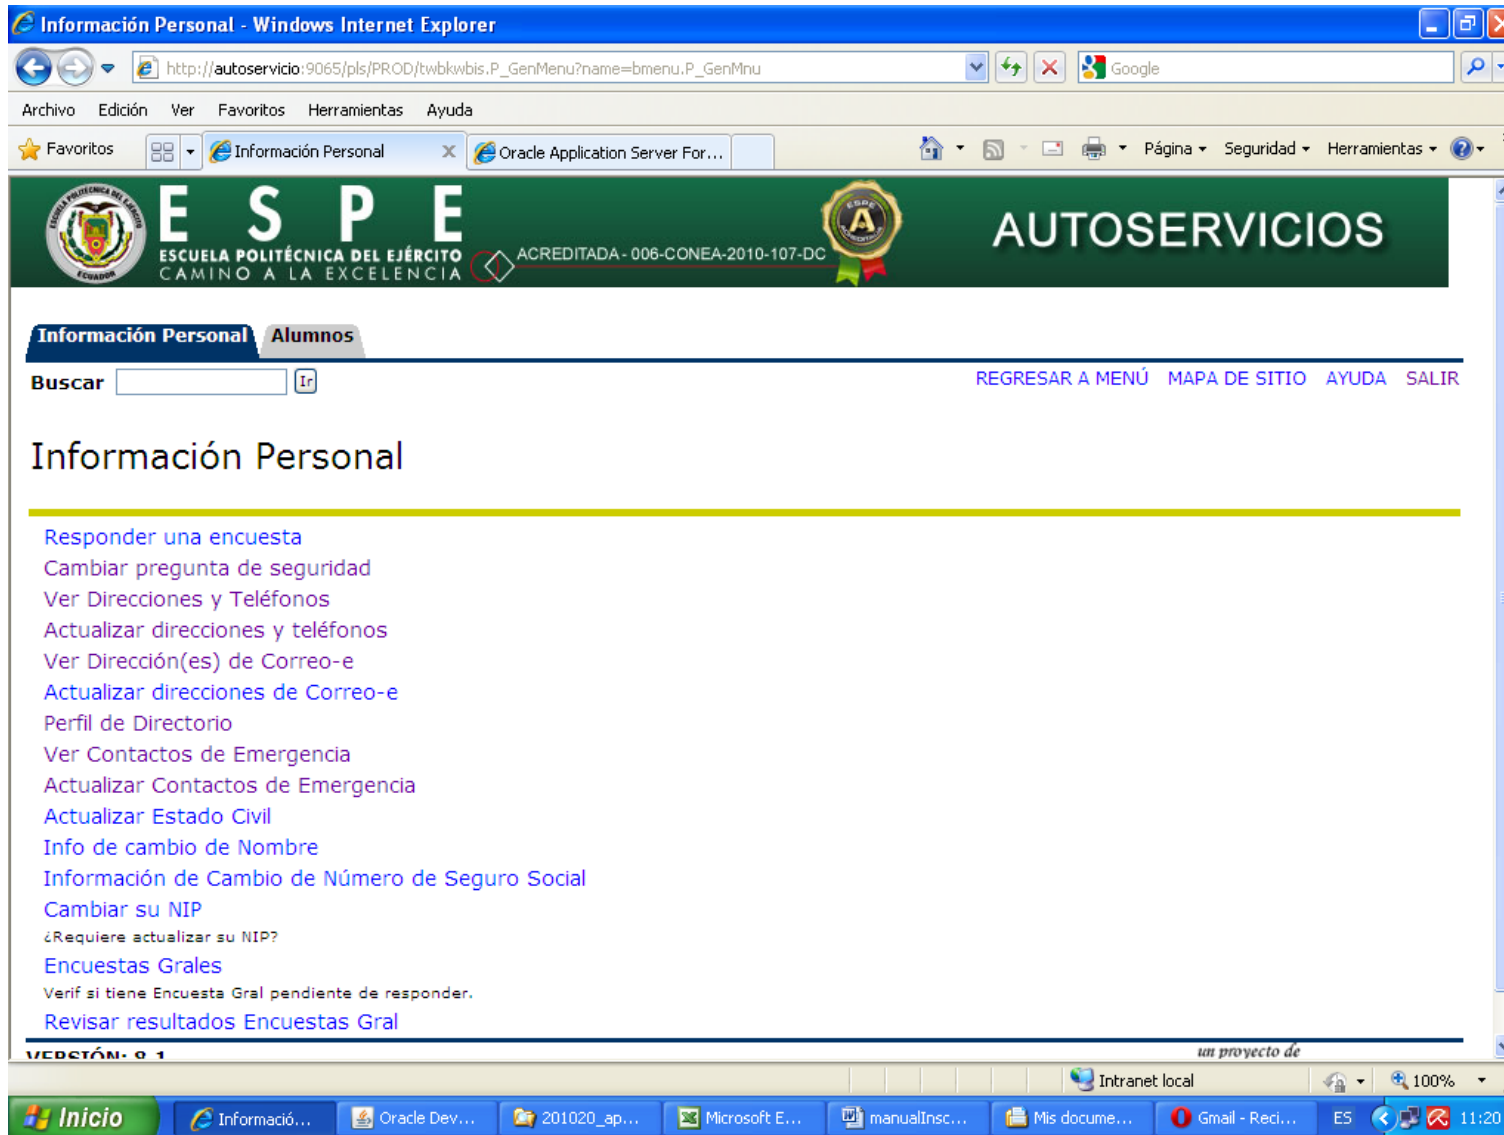 Información Personal - Windows Internet Explorer
http://autoservicio:9065/pls/PROD/twbkwbis.P_GenMenu?name=bmenu.P_GenMnu
Google
Archivo Edición Ver Favoritos Herramientas Ayuda
Favoritos Información Personal Oracle Application Server For... Página Seguridad Herramientas
ESPE
ESCUELA POLITÉCNICA DEL EJÉRCITO
CAMINO A LA EXCELENCIA
ACREDITADA - 006-CONEA-2010-107-DC
AUTOSERVICIOS
Información Personal Alumnos
Buscar Ir REGRESAR A MENÚ MAPA DE SITIO AYUDA SALIR
Información Personal
Responder una encuesta
Cambiar pregunta de seguridad
Ver Direcciones y Teléfonos
Actualizar direcciones y teléfonos
Ver Dirección(es) de Correo-e
Actualizar direcciones de Correo-e
Perfil de Directorio
Ver Contactos de Emergencia
Actualizar Contactos de Emergencia
Actualizar Estado Civil
Info de cambio de Nombre
Información de Cambio de Número de Seguro Social
Cambiar su NIP
¿Requiere actualizar su NIP?
Encuestas Grales
Verif si tiene Encuesta Gral pendiente de responder.
Revisar resultados Encuestas Gral
VERSIÓN: 8.1
un proyecto de
Intranet local 100%
Inicio Informació... Oracle Dev... 201020_ap... Microsoft E... manualInsc... Mis docume... Gmail - Reci... ES 11:20